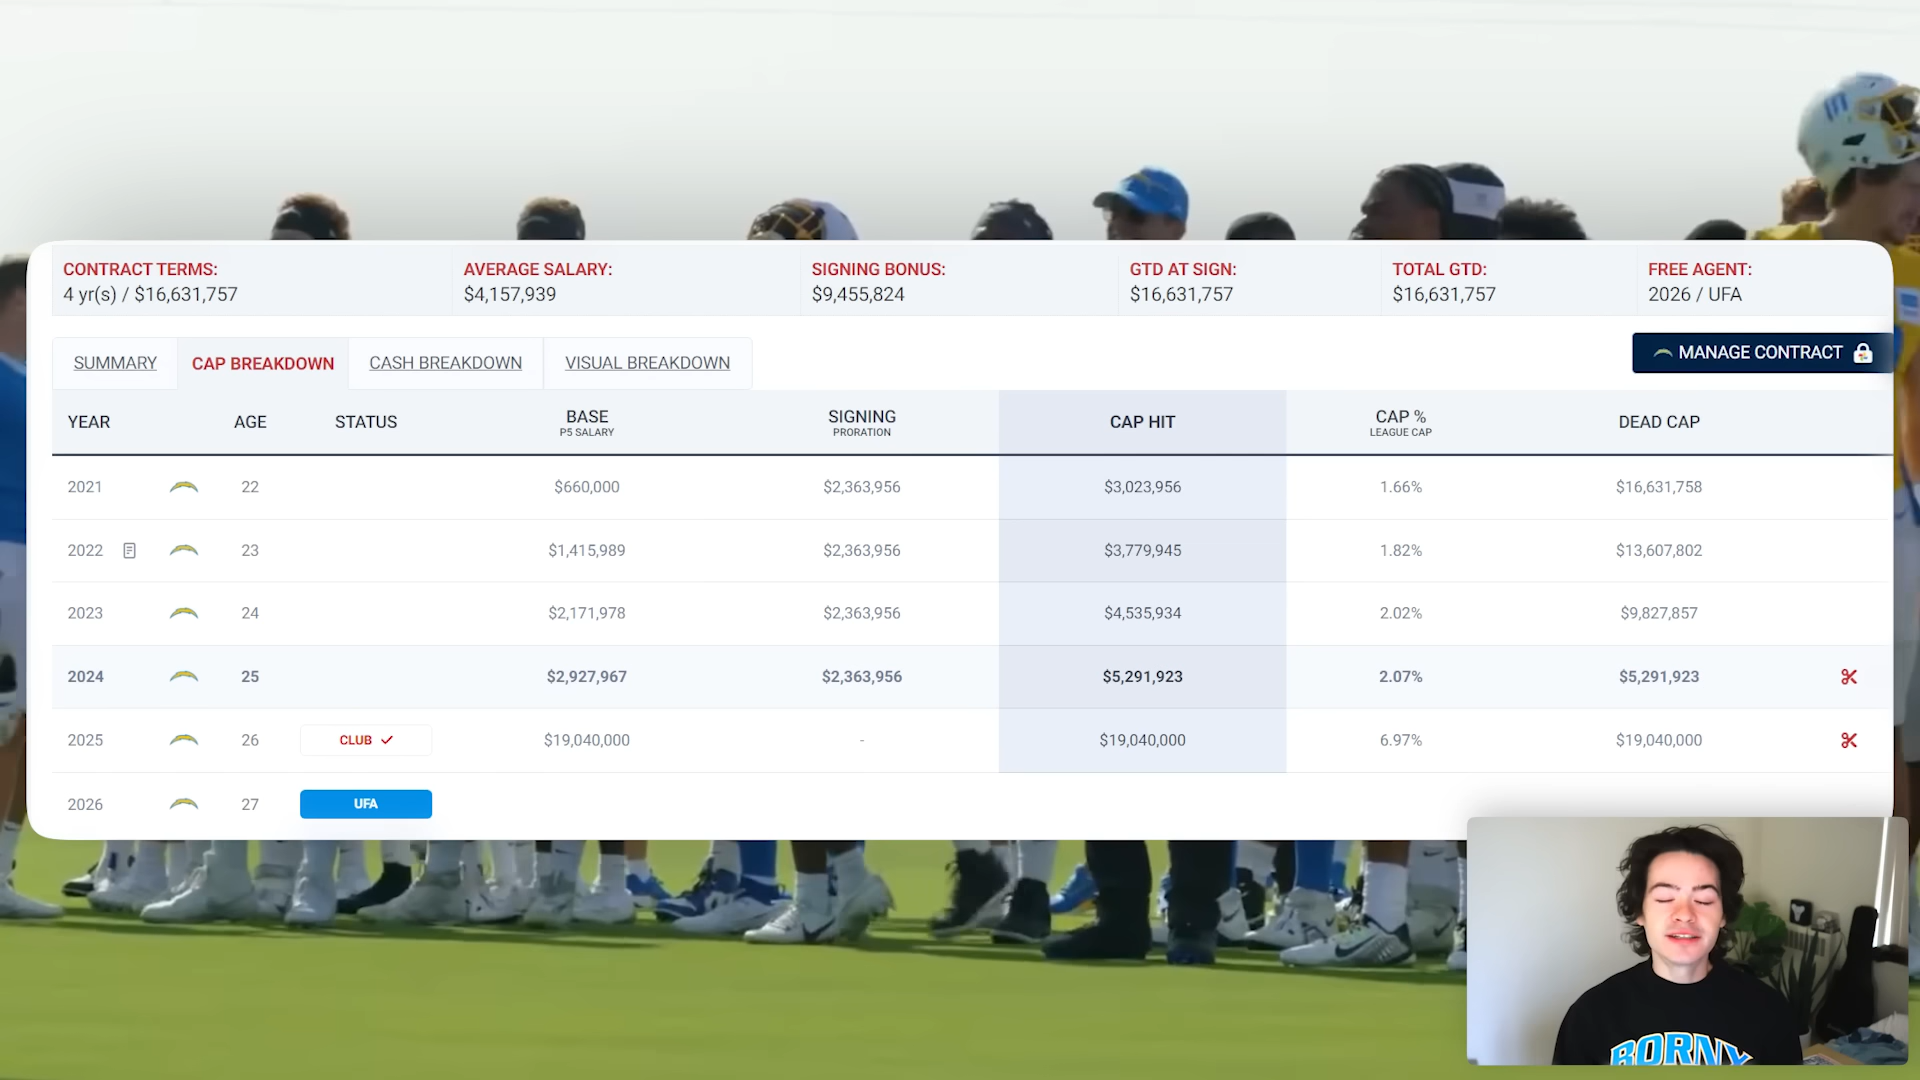 CONTRACT TERMS: AVERAGE SALARY: SIGNING BONUS: GTD AT SIGN: TOTAL GTD: FREE AGENT:
4 yr(s) / $16,631,757 $4,157,939 $9,455,824 $16,631,757 $16,631,757 2026 / UFA
SUMMARY CAP BREAKDOWN CASH BREAKDOWN VISUAL BREAKDOWN MANAGE CONTRACT
YEAR AGE STATUS BASE SIGNING CAP HIT CAP % DEAD CAP
P5 SALARY PRORATION LEAGUE CAP
2021 22 $660,000 $2,363,956 $3,023,956 1.66% $16,631,758
2022 23 $1,415,989 $2,363,956 $3,779,945 1.82% $13,607,802
2023 24 $2,171,978 $2,363,956 $4,535,934 2.02% $9,827,857
2024 25 $2,927,967 $2,363,956 $5,291,923 2.07% $5,291,923
2025 26 CLUB $19,040,000 - $19,040,000 6.97% $19,040,000
2026 27 UFA